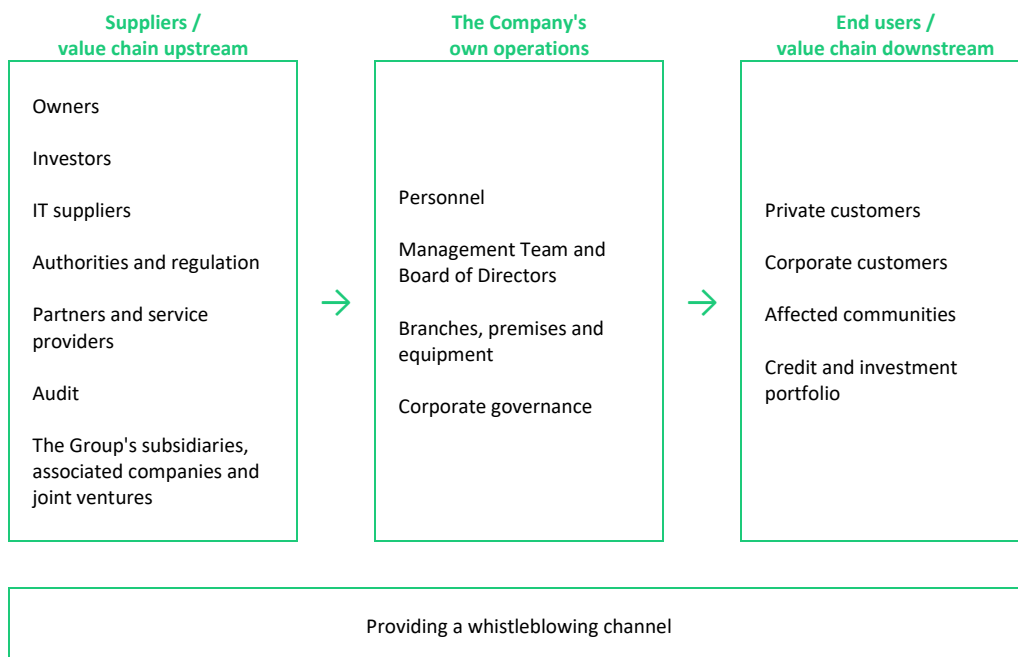 Suppliers /
value chain upstream
Owners
Investors
IT suppliers
Authorities and regulation
Partners and service
providers
Audit
The Group's subsidiaries,
associated companies and
joint ventures
The Company's
own operations
Personnel
Management Team and
Board of Directors
Branches, premises and
equipment
Corporate governance
End users /
value chain downstream
Private customers
Corporate customers
Affected communities
Credit and investment
portfolio
Providing a whistleblowing channel